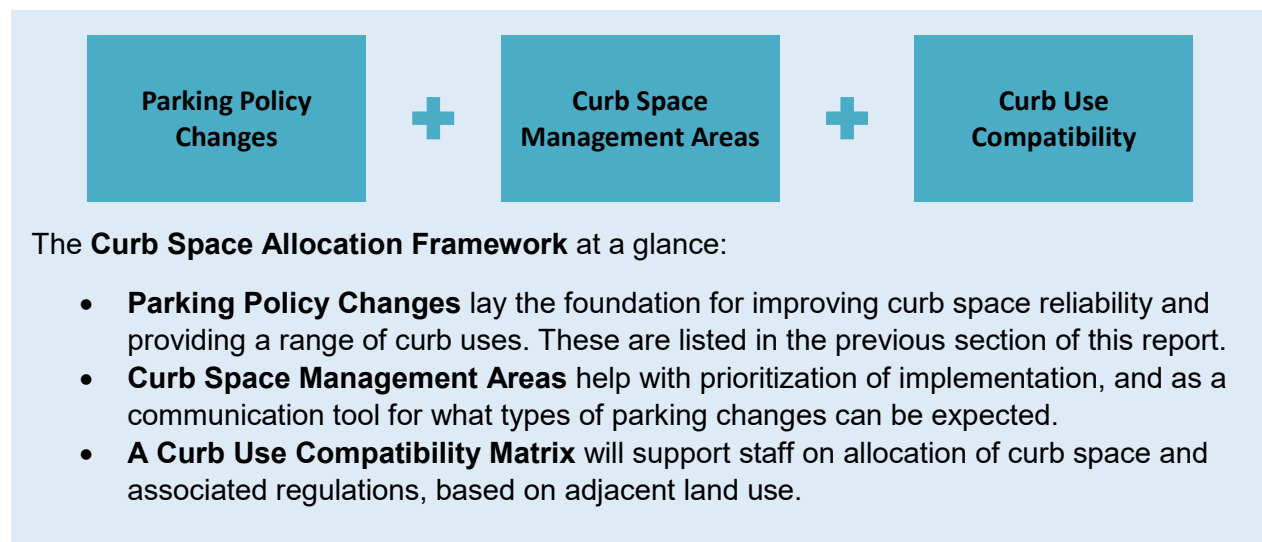 Parking Policy
Changes
Curb Space
Management Areas
Curb Use
Compatibility
The Curb Space Allocation Framework at a glance:
• Parking Policy Changes lay the foundation for improving curb space reliability and
providing a range of curb uses. These are listed in the previous section of this report.
• Curb Space Management Areas help with prioritization of implementation, and as a
communication tool for what types of parking changes can be expected.
• A Curb Use Compatibility Matrix will support staff on allocation of curb space and
associated regulations, based on adjacent land use.